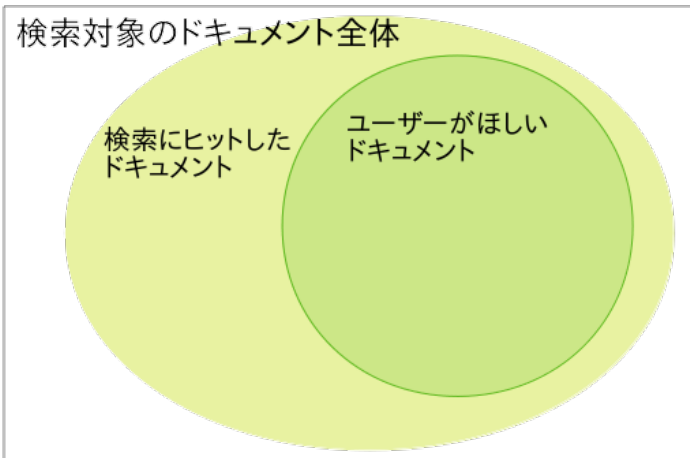 検索対象のドキュメント全体
検索にヒットした
ドキュメント
ユーザーがほしい
ドキュメント